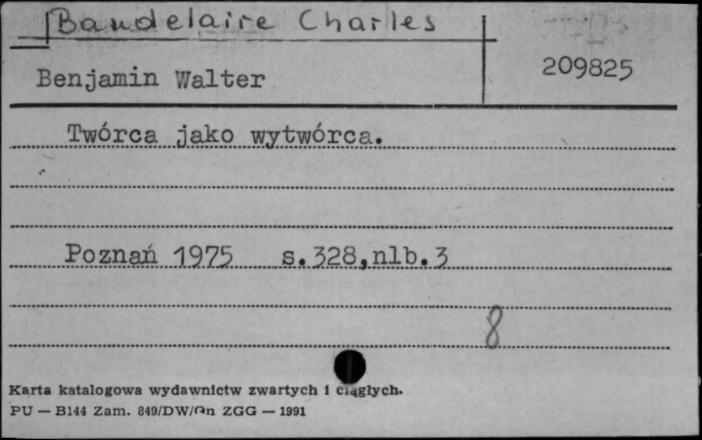 Baudelaire Charles
Benjamin Walter
209825
Twórca jako wytwórca.
Poznań 1975 s.328,nlb.3
8
Karta katalogowa wydawnictw zwartych i ciągłych.
PU — B144 Zam. 849/DW/Gn ZGG — 1991